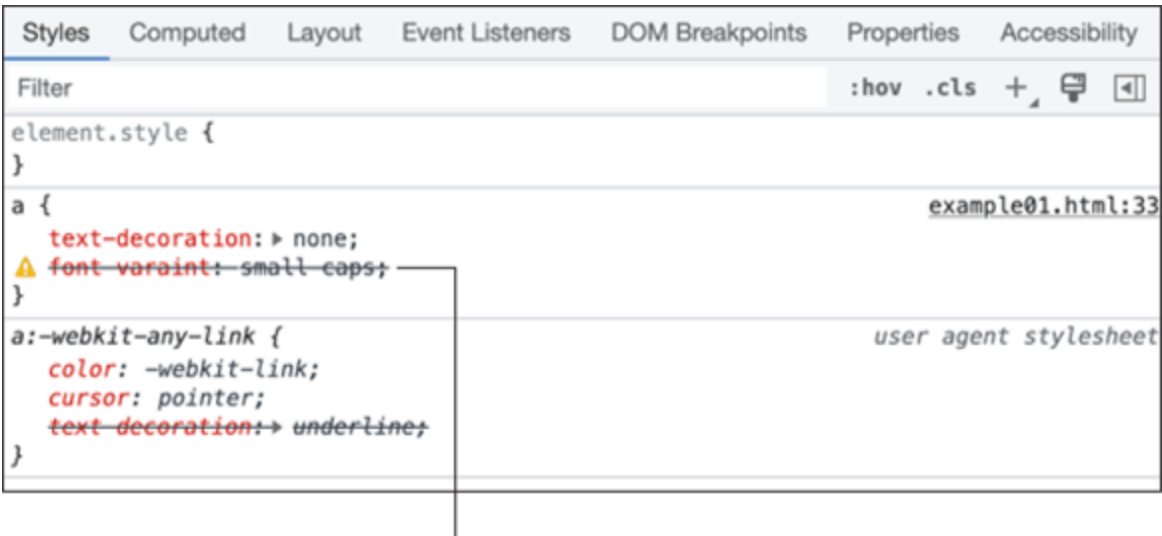 Styles Computed Layout Event Listeners DOM Breakpoints Properties Accessibility
Filter :hov .cls
element.style {
}
a { example01.html:33
text-decoration: none;
font-varaint: small-caps;
}
a:-webkit-any-link { user agent stylesheet
color: -webkit-link;
cursor: pointer;
text-decoration: underline;
}